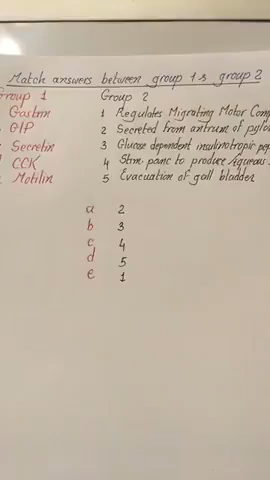 Match answers between group 1 & group 2
Group 1 Group 2
Gastrin 1 Regulates Migrating Motor
GIP 2 Secreted from antrum of
Secretin 3 Glucose dependent insulinotropic
CCK 4 Stm. panc to produce Aqueous
Motilin 5 Evacuation of gall bladder
a 2
b 3
c 4
d 5
e 1